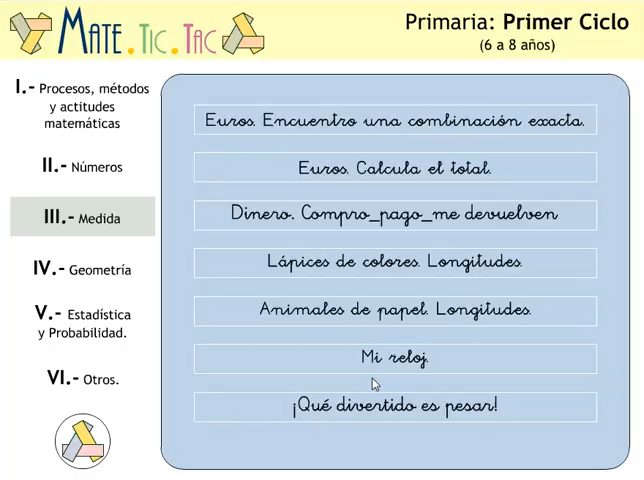 MATE.TIC.TAC
Primaria: Primer Ciclo
(6 a 8 años)
I.- Procesos, métodos
y actitudes
matemáticas
II.- Números
III.- Medida
IV.- Geometría
V.- Estadística
y Probabilidad.
VI.- Otros.
Euros. Encuentro una combinación exacta.
Euros. Calcula el total.
Dinero. Compro_pago_me devuelven
Lápices de colores. Longitudes.
Animales de papel. Longitudes.
Mi reloj.
¡Qué divertido es pesar!